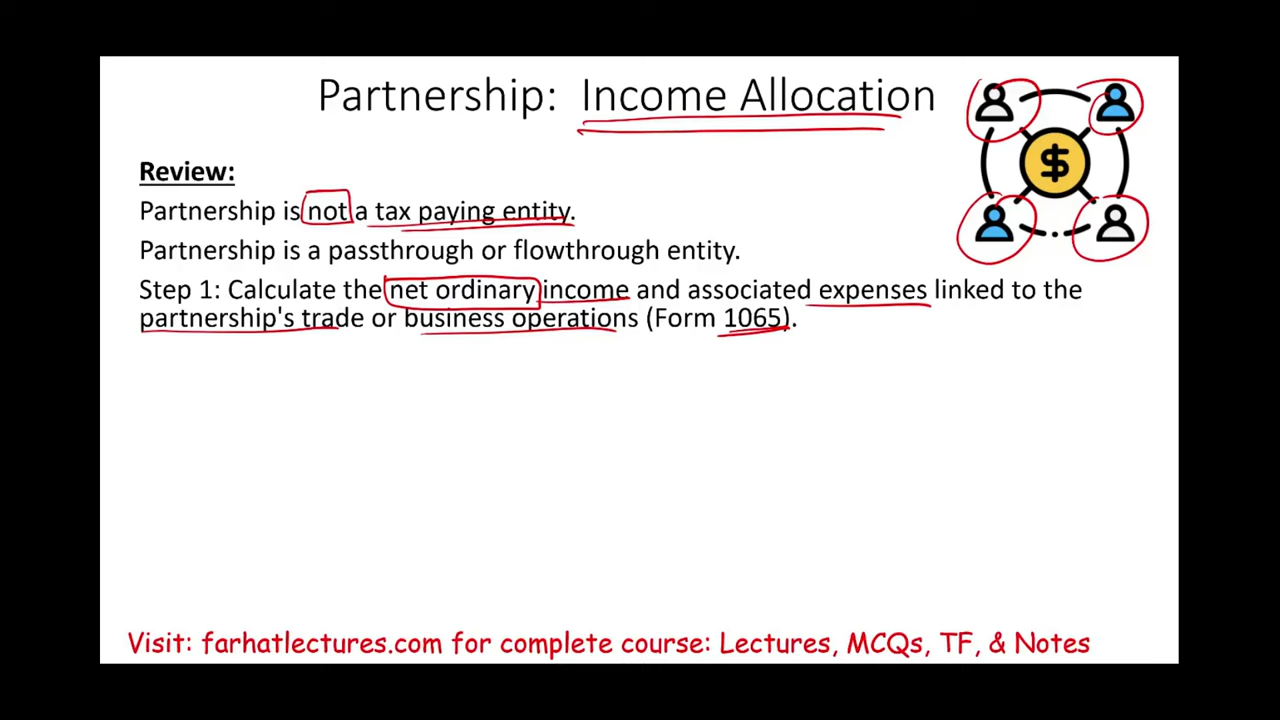 Partnership: Income Allocation
$
Review:
Partnership is not a tax paying entity.
Partnership is a passthrough or flowthrough entity.
Step 1: Calculate the net ordinary income and associated expenses linked to the
partnership's trade or business operations (Form 1065).
Visit: farhatlectures.com for complete course: Lectures, MCQs, TF, & Notes